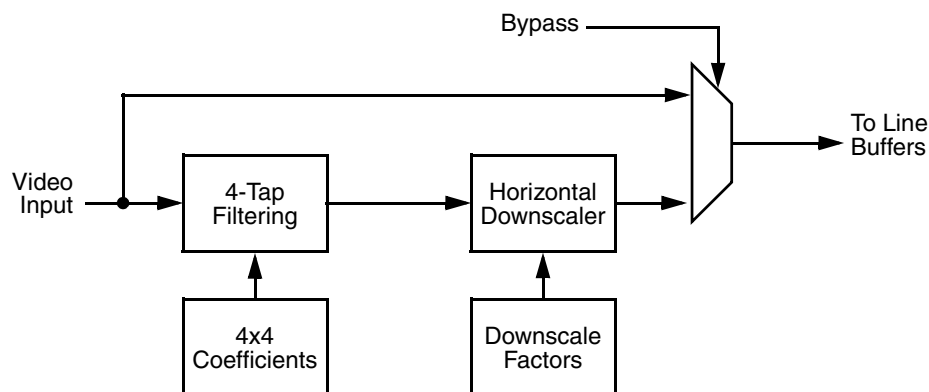 Bypass
To Line
Buffers
Video
Input
4-Tap
Filtering
Horizontal
Downscaler
4x4
Coefficients
Downscale
Factors